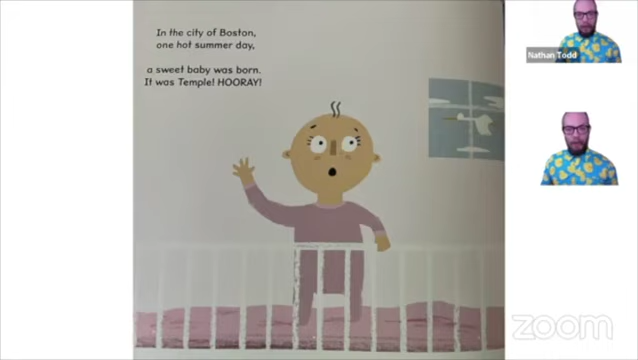 In the city of Boston,
one hot summer day,
a sweet baby was born.
It was Temple! HOORAY!
Nathan Todd
zoom